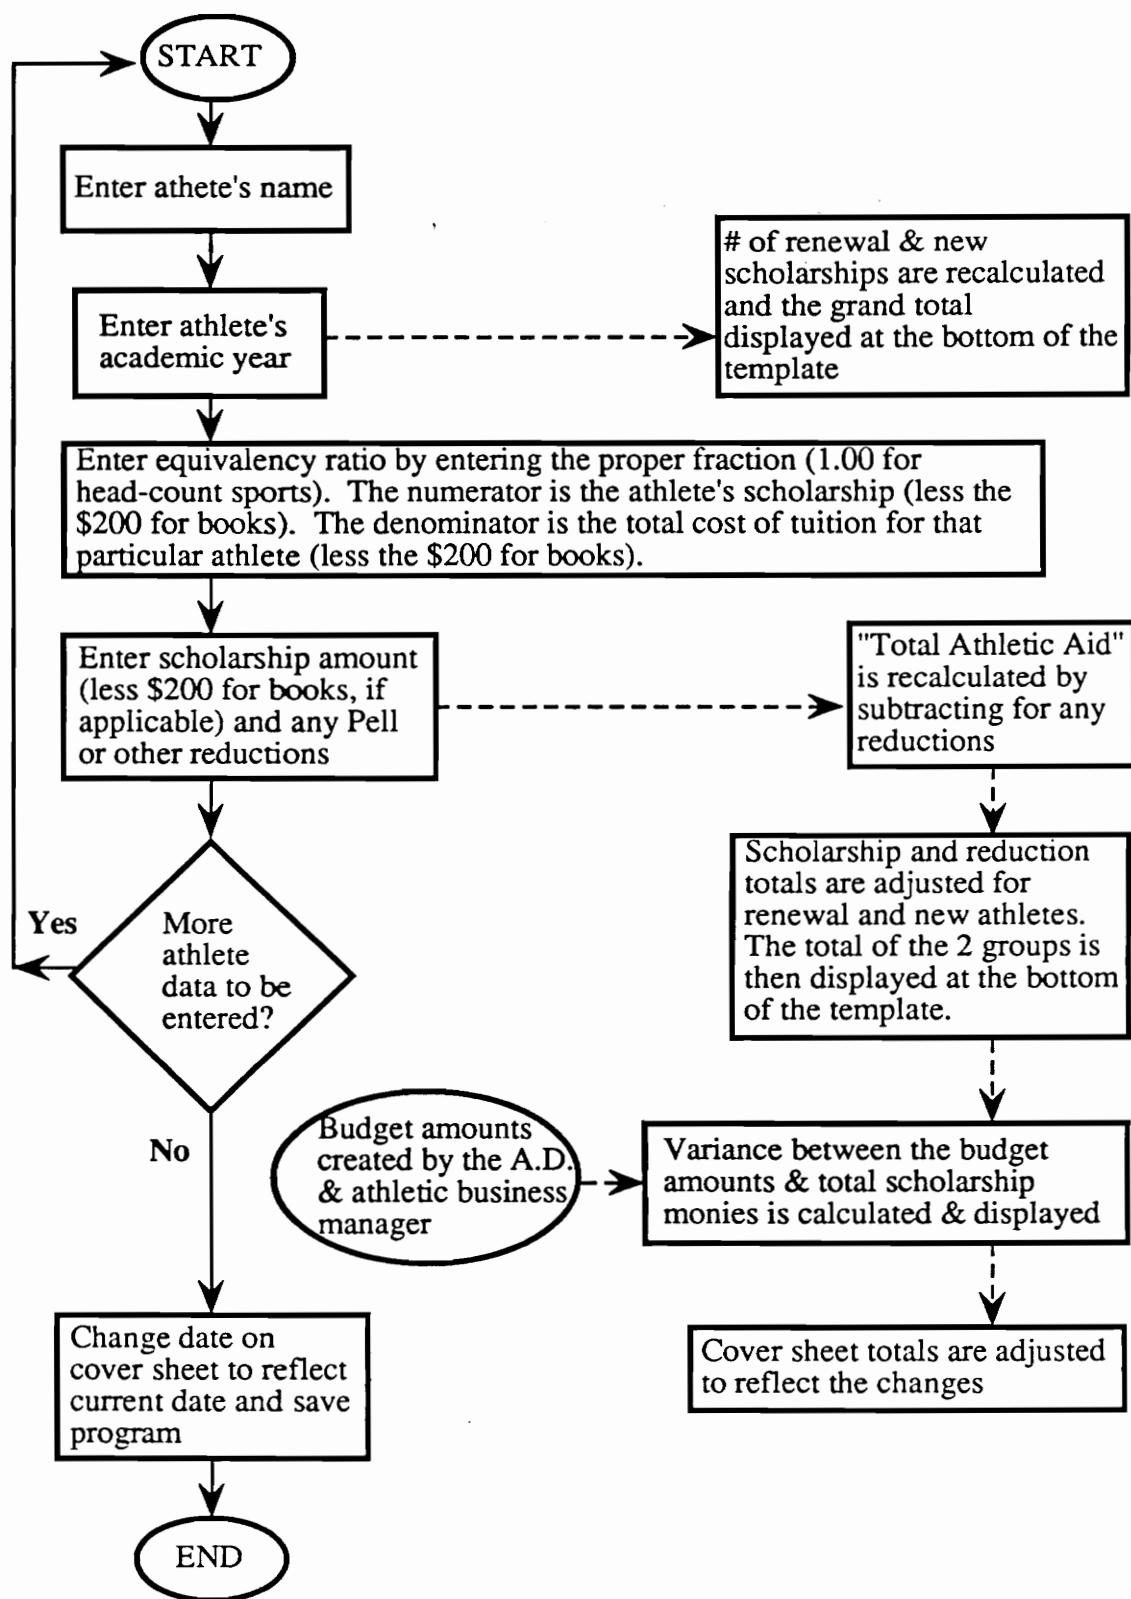 START
Enter athete's name
Enter athlete's
academic year
# of renewal & new
scholarships are recalculated
and the grand total
displayed at the bottom of the
template
Enter equivalency ratio by entering the proper fraction (1.00 for
head-count sports).  The numerator is the athlete's scholarship (less the
$200 for books).  The denominator is the total cost of tuition for that
particular athlete (less the $200 for books).
Enter scholarship amount
(less $200 for books, if
applicable) and any Pell
or other reductions
"Total Athletic Aid"
is recalculated by
subtracting for any
reductions
Scholarship and reduction
totals are adjusted for
renewal and new athletes.
The total of the 2 groups is
then displayed at the bottom
of the template.
Yes
More
athlete
data to be
entered?
No
Budget amounts
created by the A.D.
& athletic business
manager
Variance between the budget
amounts & total scholarship
monies is calculated & displayed
Cover sheet totals are adjusted
to reflect the changes
Change date on
cover sheet to reflect
current date and save
program
END